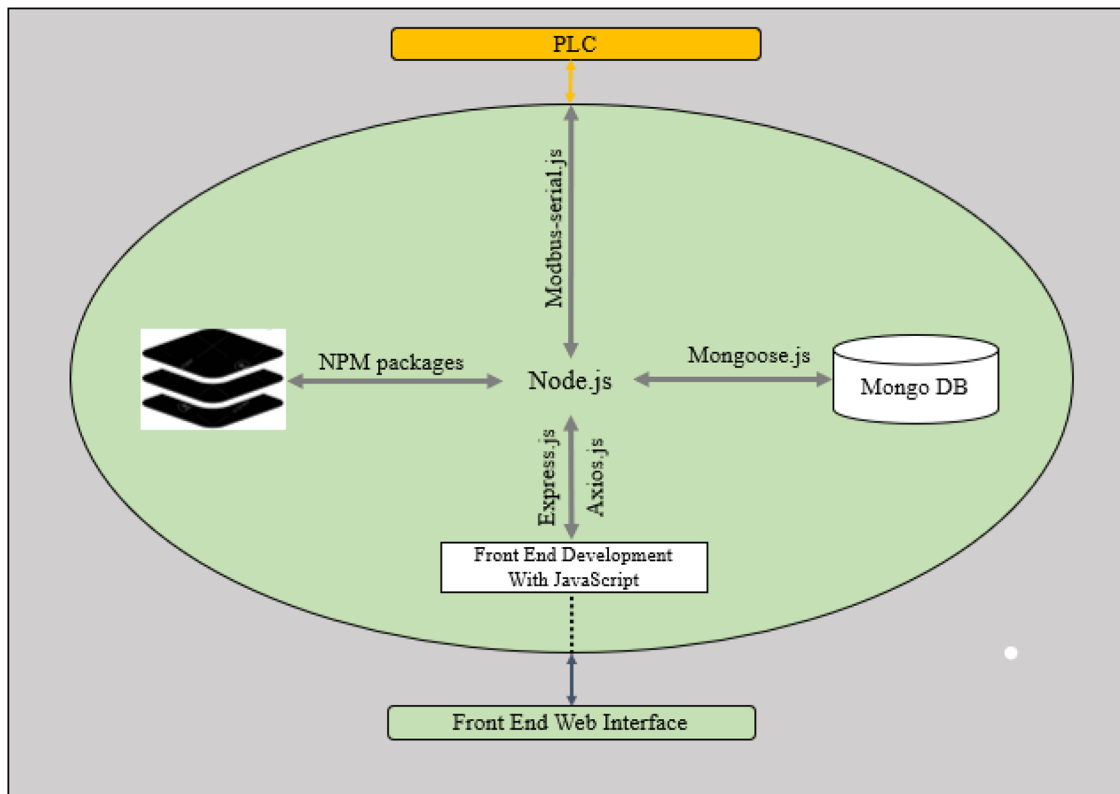 PLC
Modbus-serial.js
NPM packages
Node.js
Mongoose.js
Mongo DB
Express.js
Axios.js
Front End Development
With JavaScript
Front End Web Interface